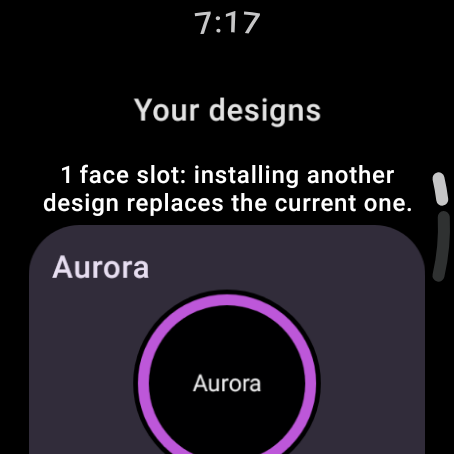 7:17
Your designs
1 face slot: installing another
design replaces the current one.
Aurora
Aurora